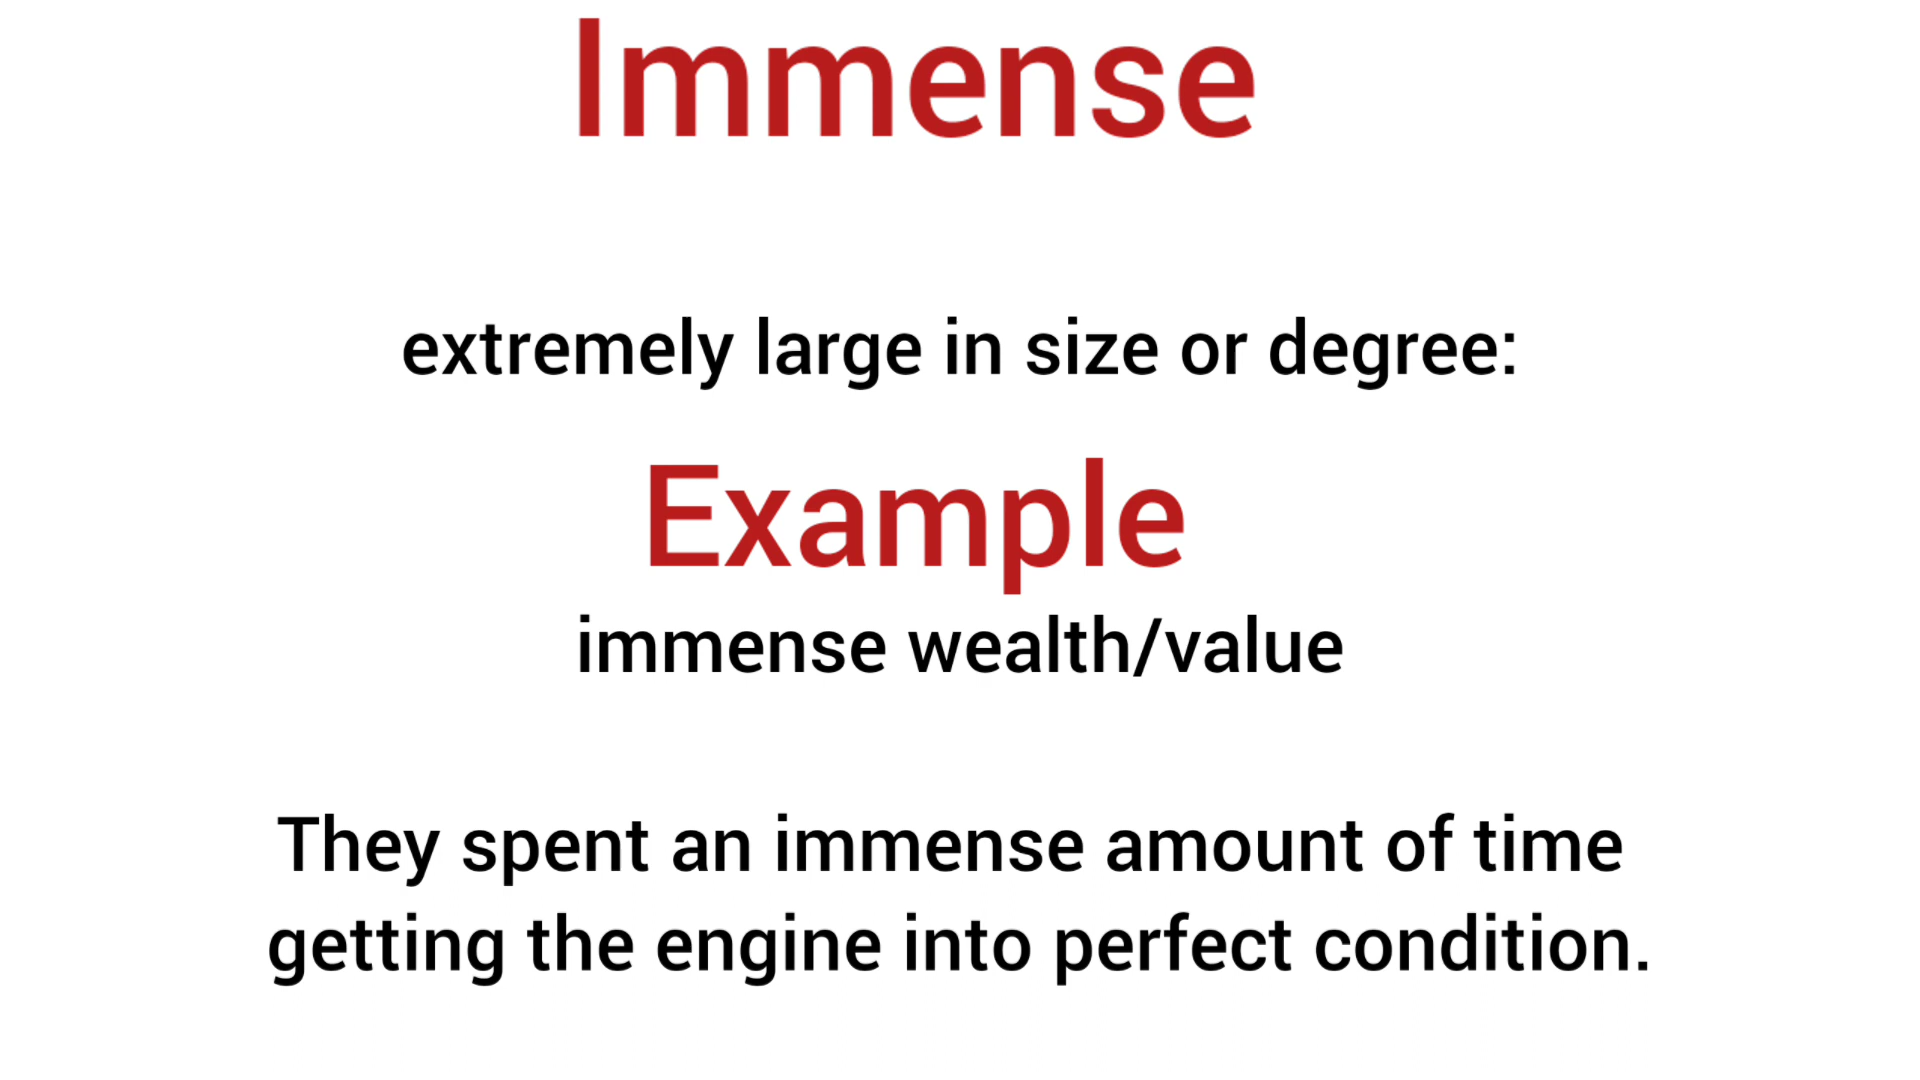 Immense
extremely large in size or degree:
Example
immense wealth/value
They spent an immense amount of time
getting the engine into perfect condition.